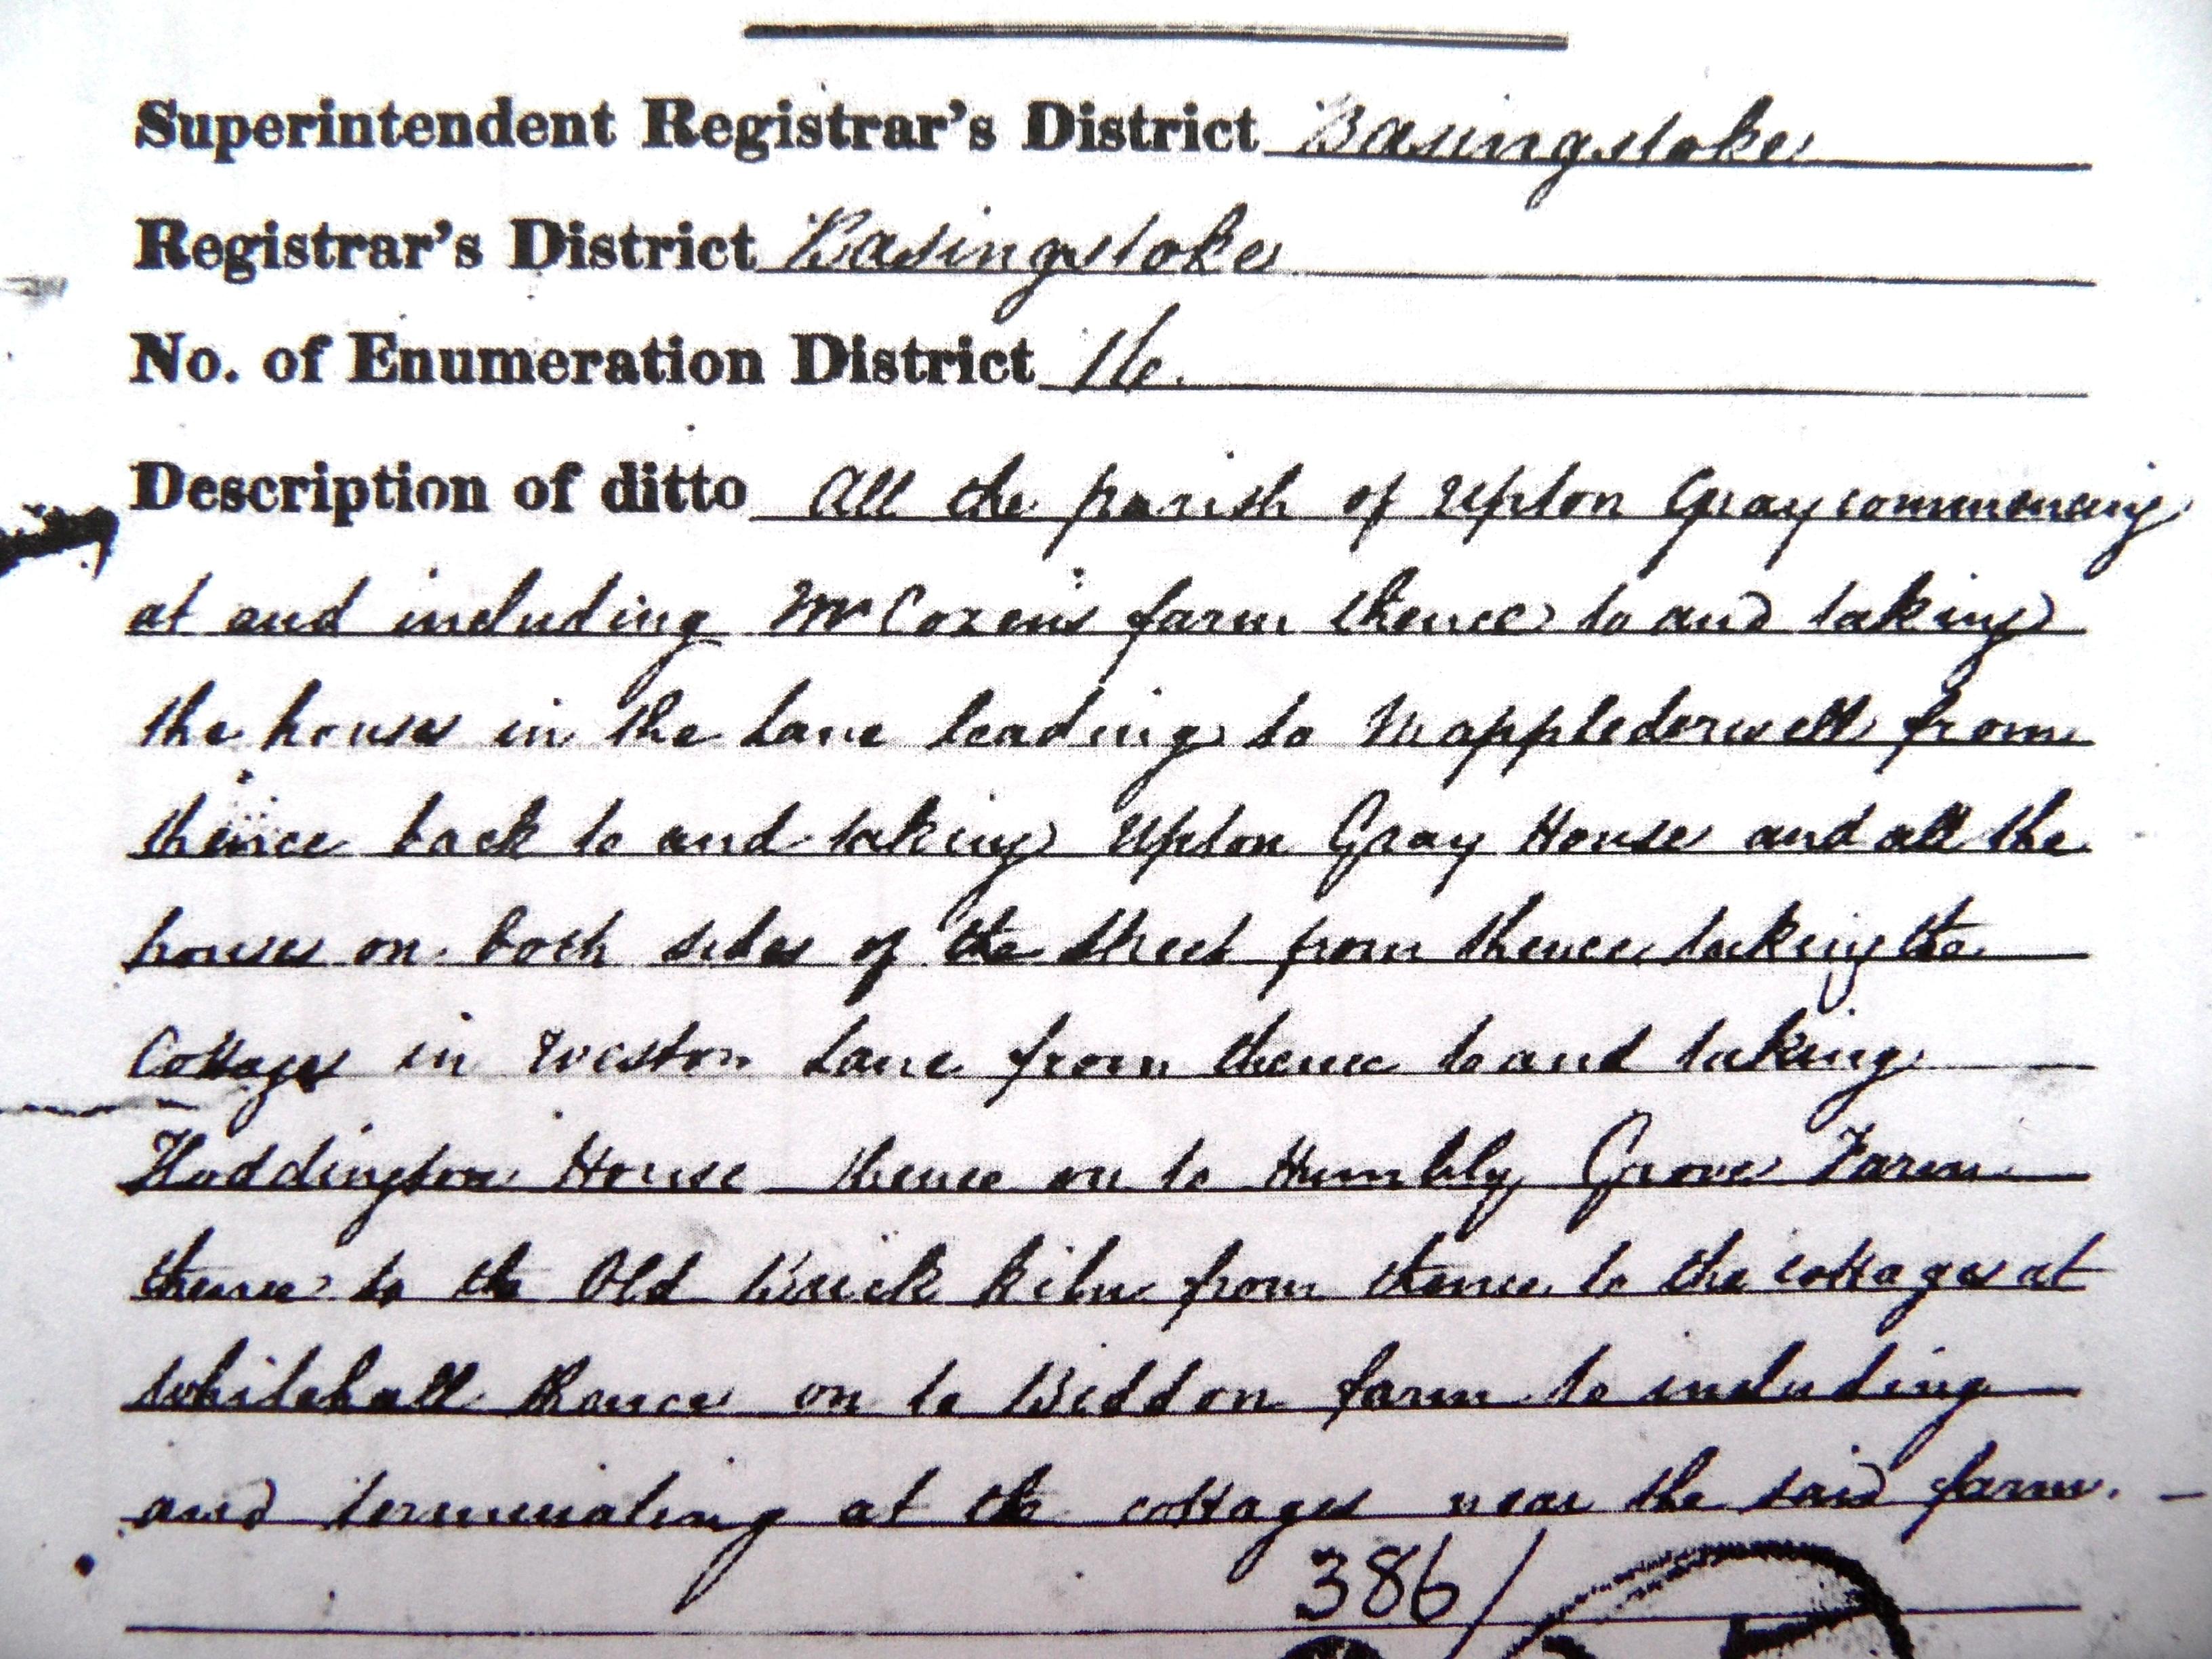 Superintendent Registrar's District Basingstoke
Registrar's District Basingstoke
No. of Enumeration District 16.
Description of ditto All the parish of Upton Gray commencing
at and including Mr Cozens farm thence to and taking
the houses in the Lane leading to Mapplederwell from
thence back to and taking Upton Gray House and all the
houses on both sides of the street from thence taking the
Cottages in Weston Lane from thence to and taking
Hoddington House thence on to Humbly Grove Farm
thence to the Old Brick kiln from thence to the cottages at
Whitehall thence on to Biddon farm to including
and terminating at the cottages near the said farm. —
386/